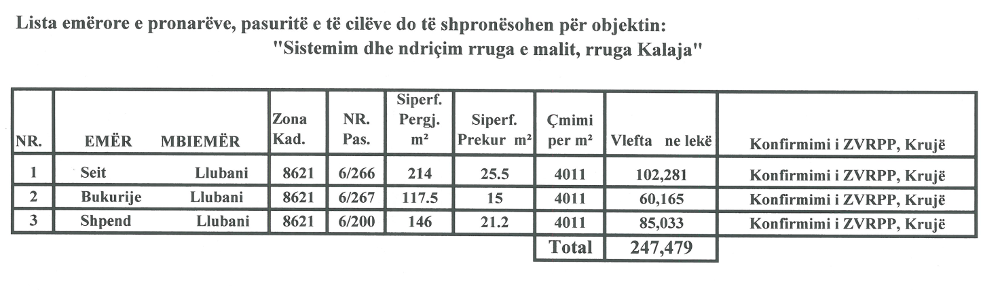 Lista emërore e pronarëve, pasuritë e të cilëve do të shpronësohen për objektin:
"Sistemim dhe ndriçim rruga e malit, rruga Kalaja"
NR. EMËR MBIEMËR Zona Kad. NR. Pas. Siperf. Pergj. m² Siperf. Prekur m² Çmimi per m² Vlefta ne lekë Konfirmimi i ZVRPP, Krujë
1 Seit Llubani 8621 6/266 214 25.5 4011 102,281 Konfirmimi i ZVRPP, Krujë
2 Bukurije Llubani 8621 6/267 117.5 15 4011 60,165 Konfirmimi i ZVRPP, Krujë
3 Shpend Llubani 8621 6/200 146 21.2 4011 85,033 Konfirmimi i ZVRPP, Krujë
Total 247,479